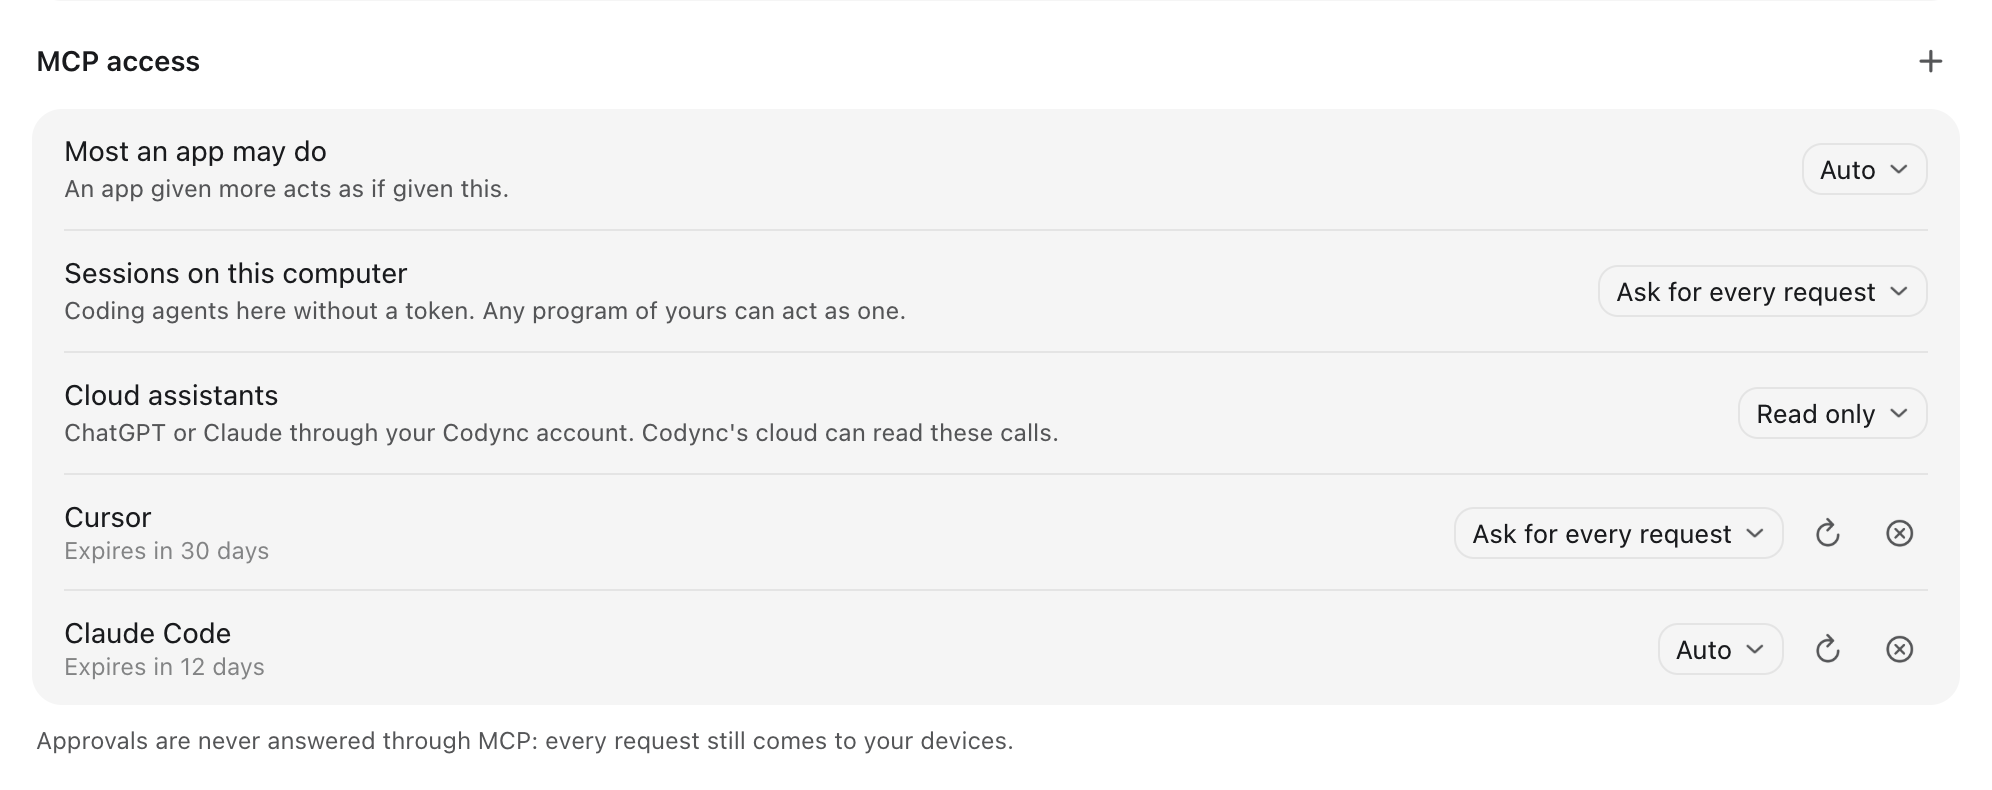 MCP access
Most an app may do
An app given more acts as if given this.
Auto
Sessions on this computer
Coding agents here without a token. Any program of yours can act as one.
Ask for every request
Cloud assistants
ChatGPT or Claude through your Codync account. Codync's cloud can read these calls.
Read only
Cursor
Expires in 30 days
Ask for every request
Claude Code
Expires in 12 days
Auto
Approvals are never answered through MCP: every request still comes to your devices.